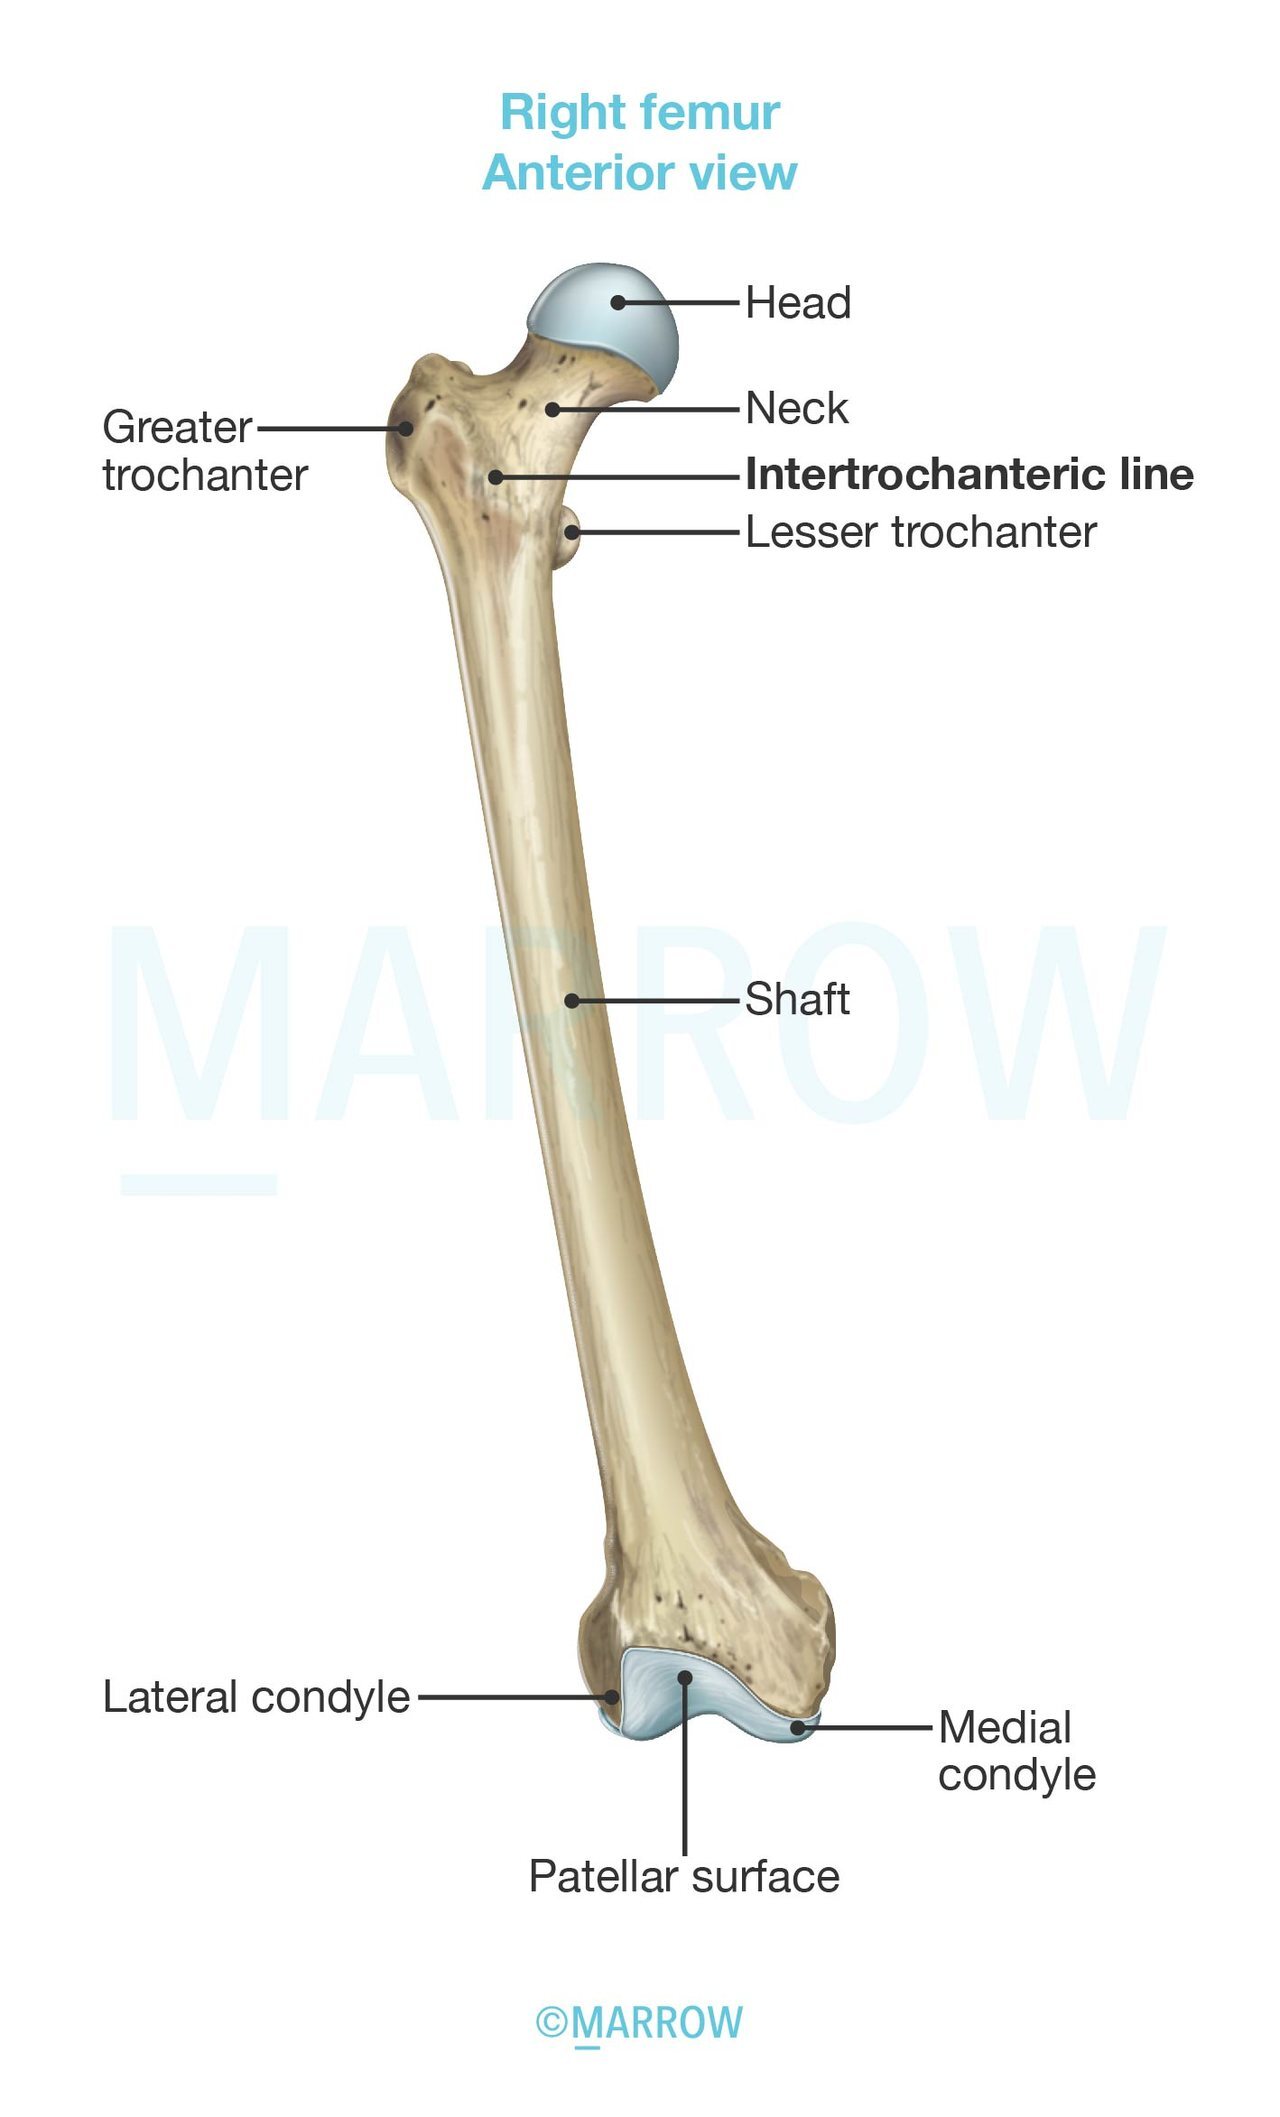 Right femur
Anterior view
Head
Neck
Greater
trochanter
Intertrochanteric line
Lesser trochanter
MARROW
Shaft
Lateral condyle
Medial
condyle
Patellar surface
©MARROW